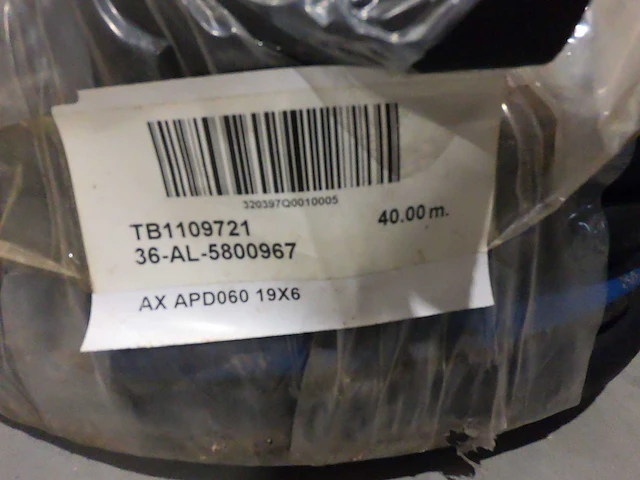 320397Q0010005
TB1109721
40.00 m.
36-AL-5800967
AX APD060 19X6